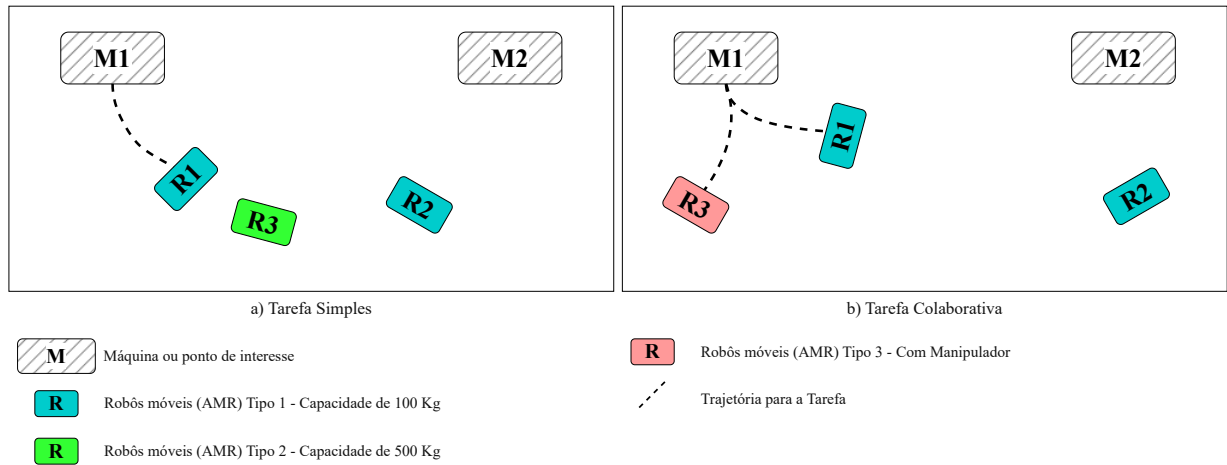 M1
M2
R1
R3
R2
a) Tarefa Simples
M1
M2
R1
R3
R2
b) Tarefa Colaborativa
M
Máquina ou ponto de interesse
R
Robôs móveis (AMR) Tipo 1 - Capacidade de 100 Kg
R
Robôs móveis (AMR) Tipo 2 - Capacidade de 500 Kg
R
Robôs móveis (AMR) Tipo 3 - Com Manipulador
Trajetória para a Tarefa